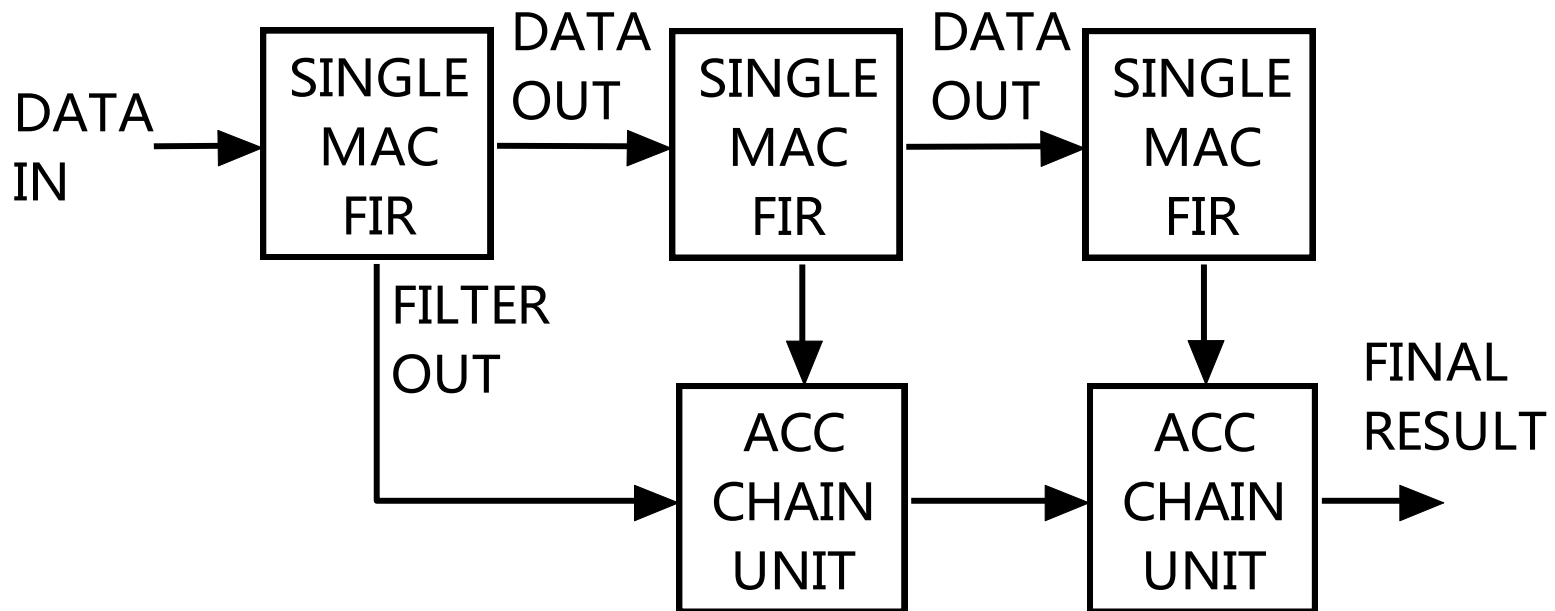 DATA
IN
SINGLE
MAC
FIR
DATA
OUT
SINGLE
MAC
FIR
DATA
OUT
SINGLE
MAC
FIR
FILTER
OUT
ACC
CHAIN
UNIT
ACC
CHAIN
UNIT
FINAL
RESULT